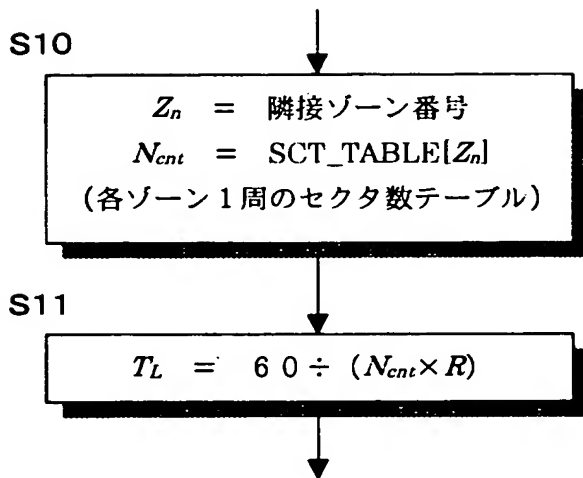 S10
Zn = 隣接ゾーン番号
Ncnt = SCT_TABLE[Zn]
(各ゾーン1周のセクタ数テーブル)
S11
TL = 60÷(Ncnt×R)